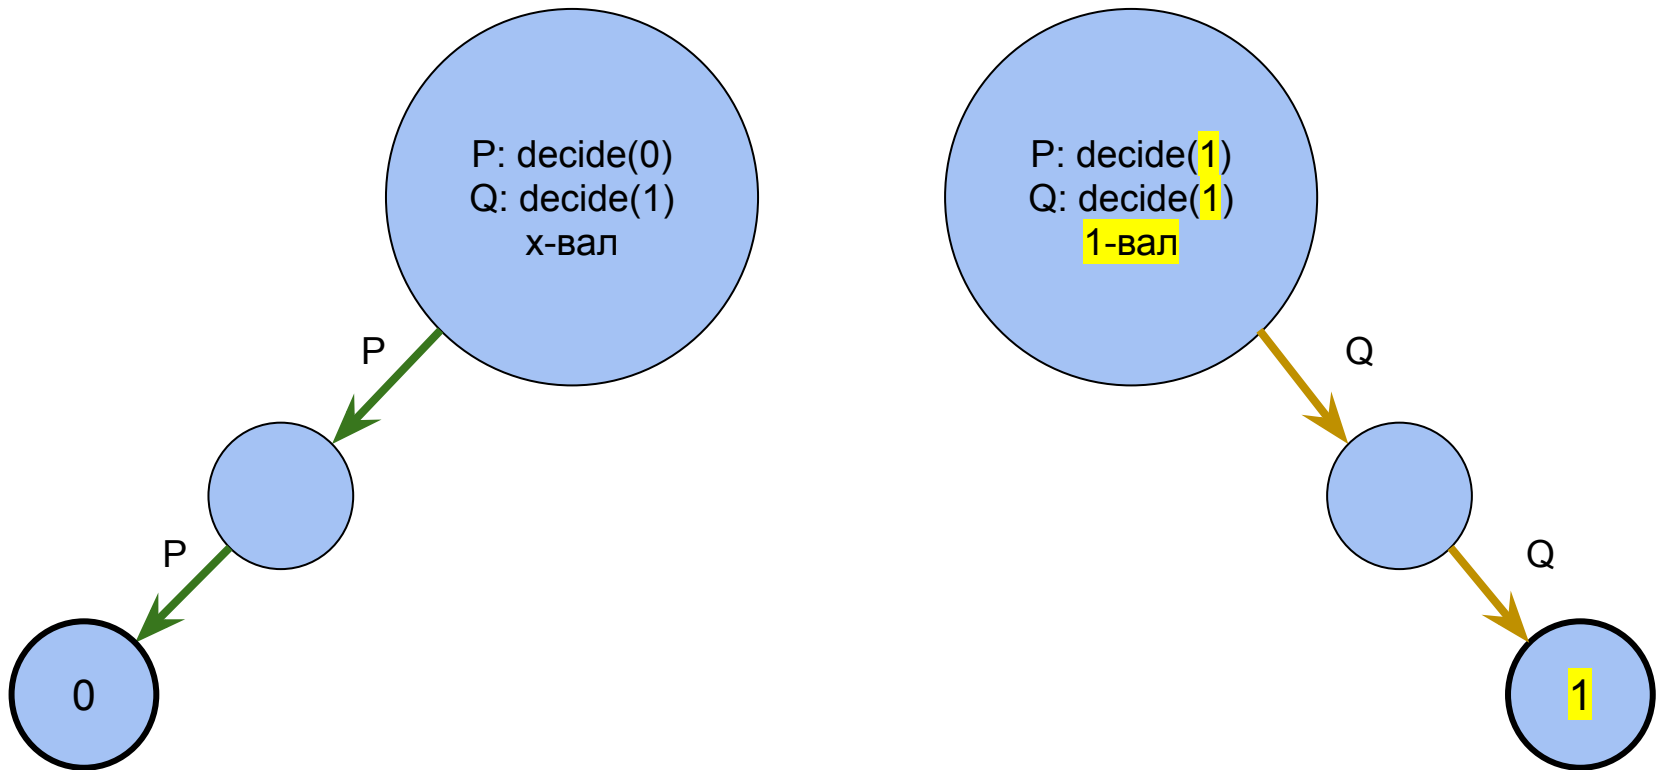 P: decide(0)
Q: decide(1)
х-вал
P: decide(1)
Q: decide(1)
1-вал
P
Q
P
Q
0
1